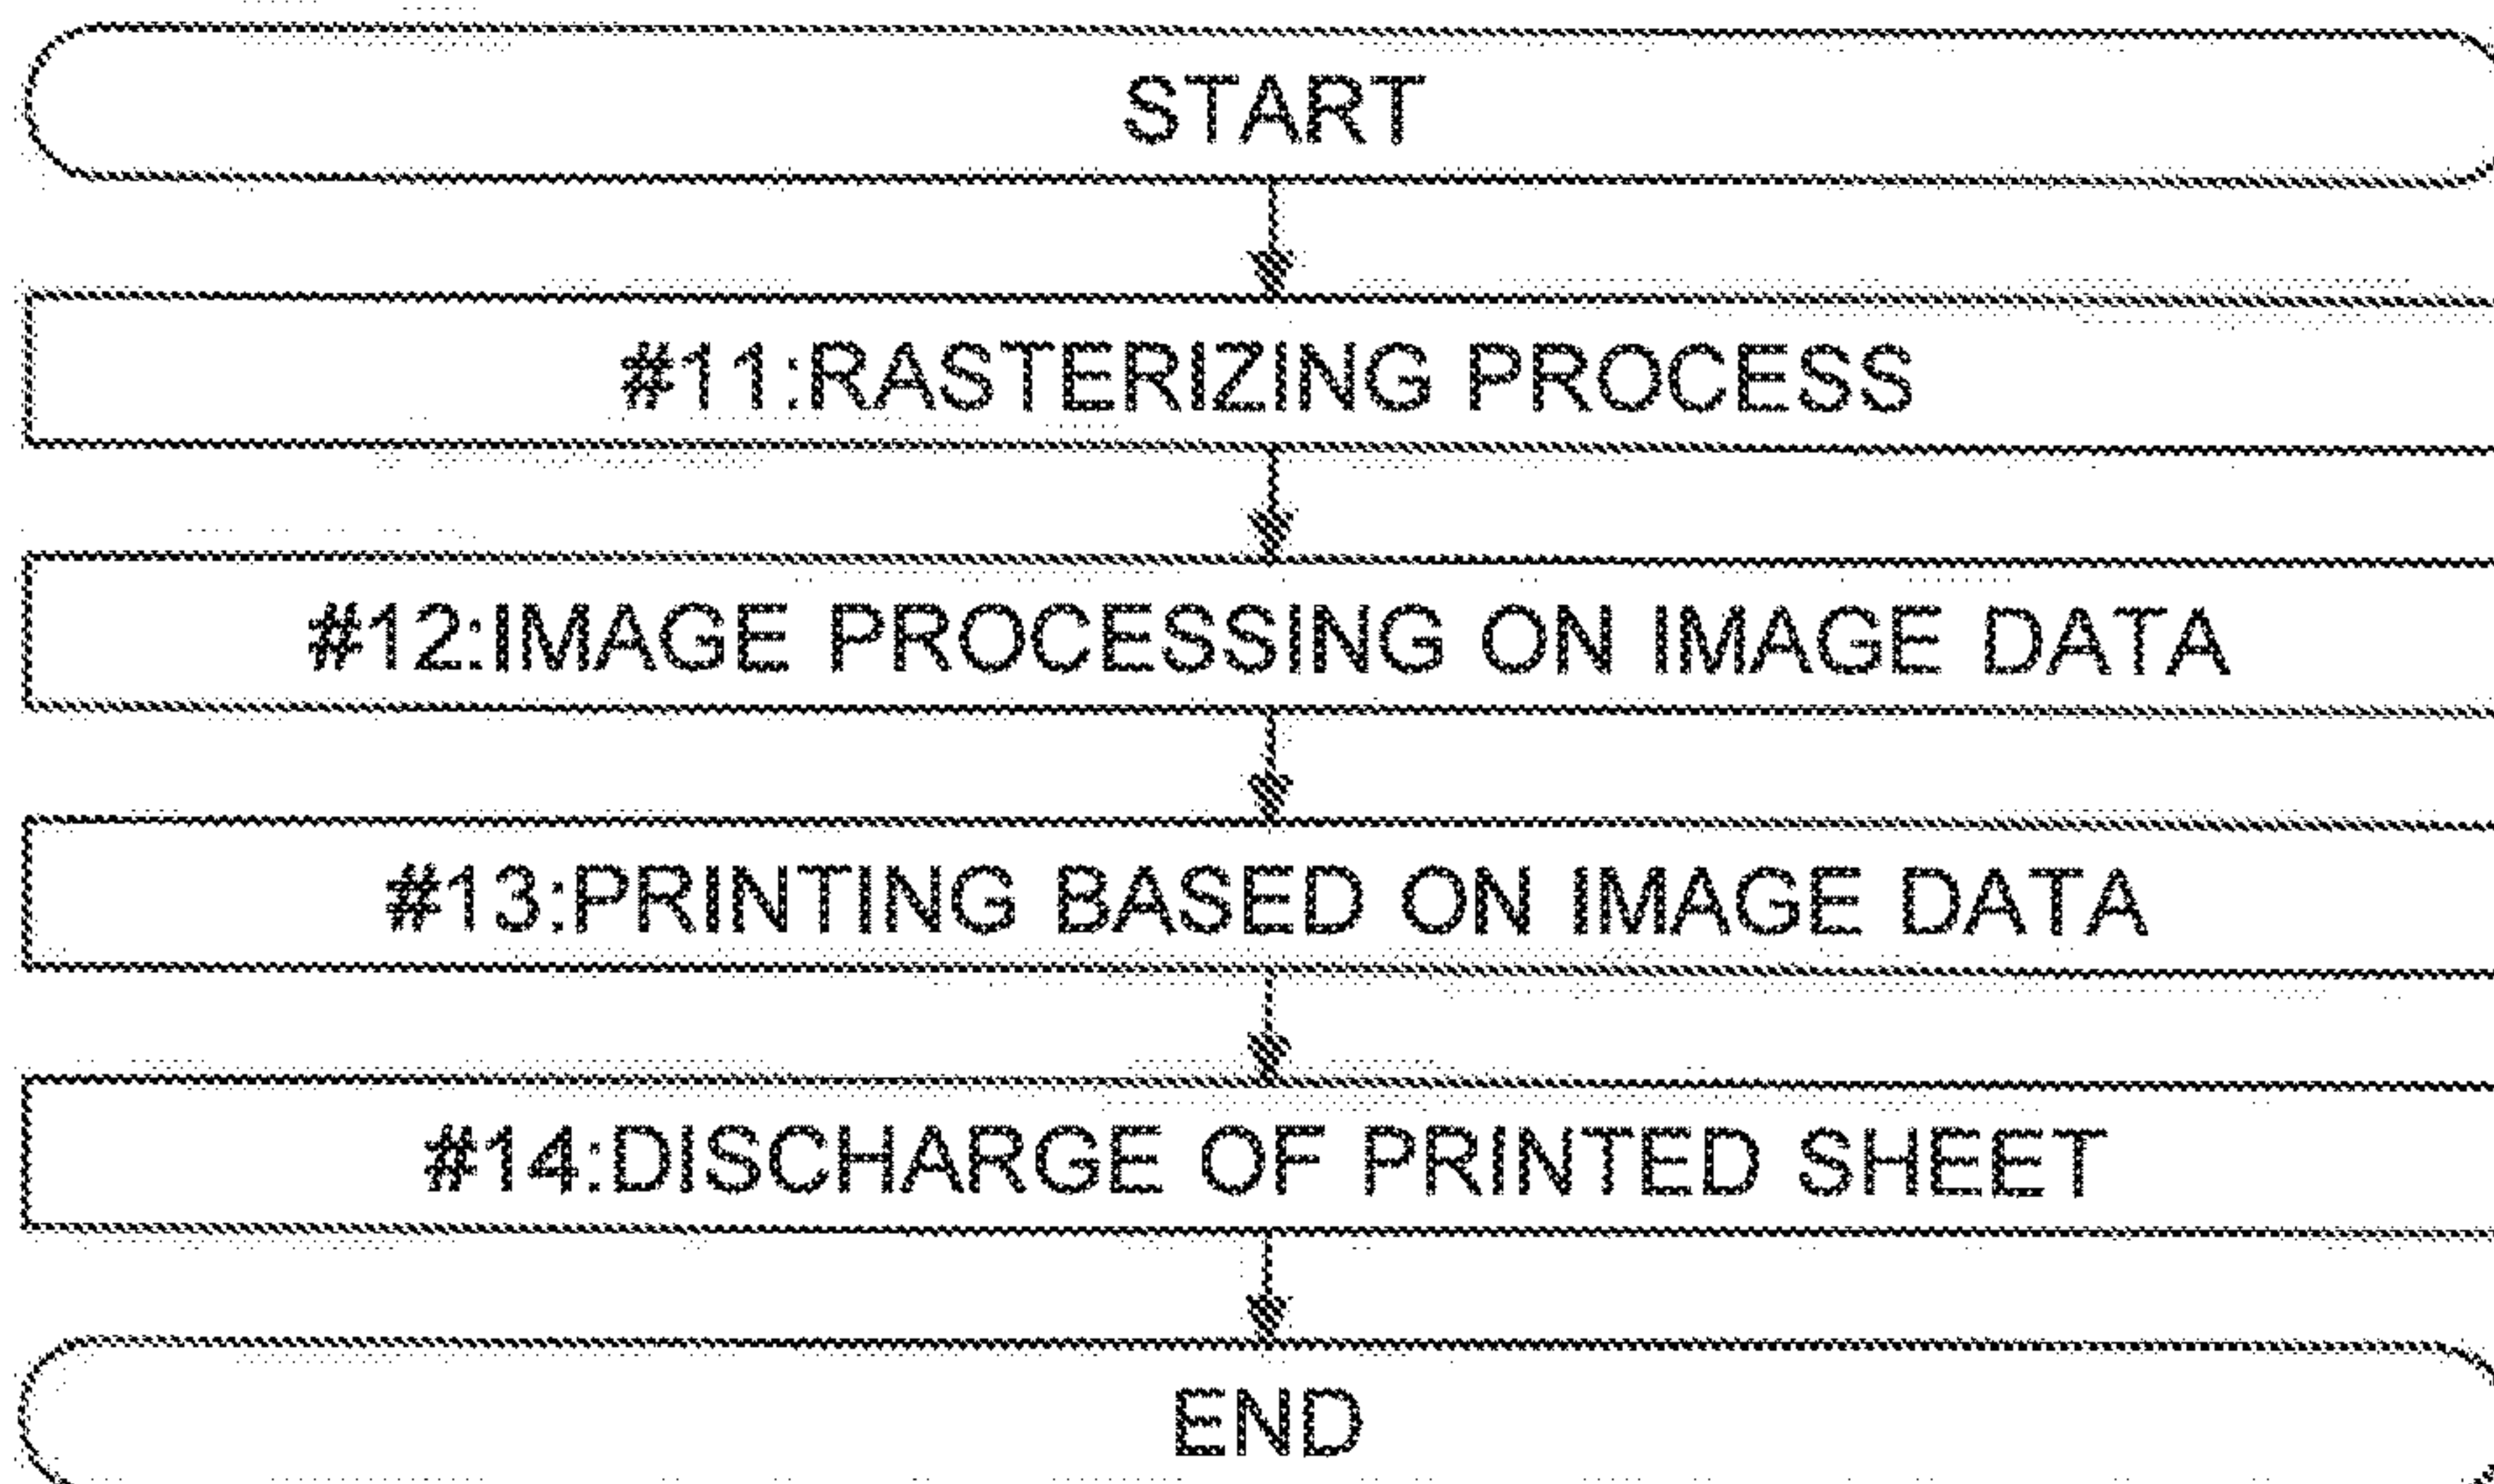 START
#11:RASTERIZING PROCESS
#12:IMAGE PROCESSING ON IMAGE DATA
#13:PRINTING BASED ON IMAGE DATA
#14:DISCHARGE OF PRINTED SHEET
END